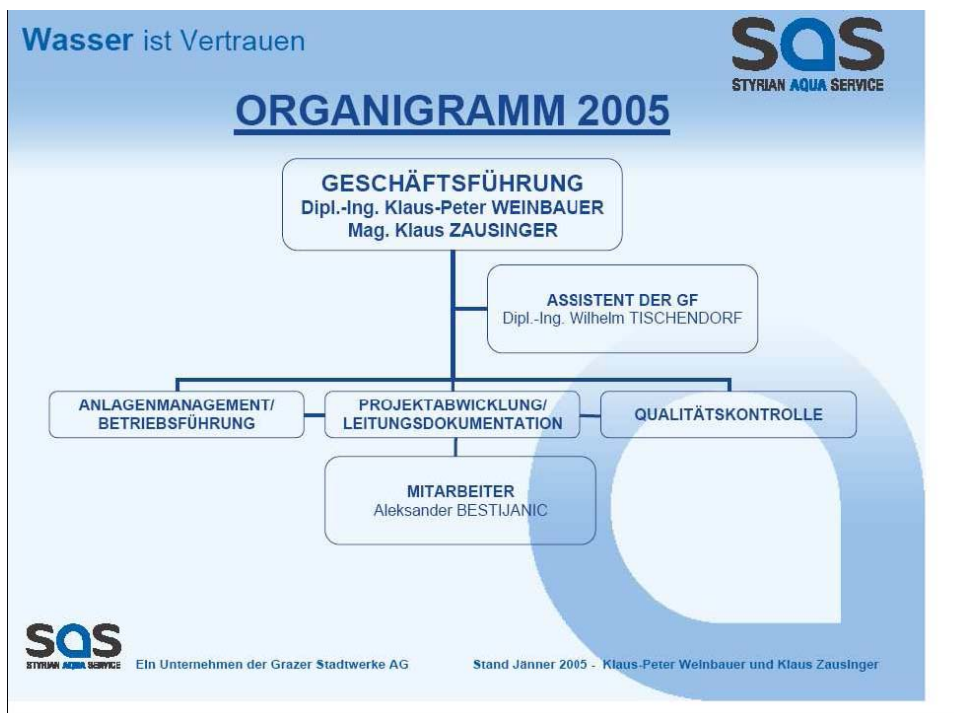 Wasser ist Vertrauen
SAS
STYRIAN AQUA SERVICE
ORGANIGRAMM 2005
GESCHÄFTSFÜHRUNG
Dipl.-Ing. Klaus-Peter WEINBAUER
Mag. Klaus ZAUSINGER
ASSISTENT DER GF
Dipl.-Ing. Wilhelm TISCHENDORF
ANLAGENMANAGEMENT/
BETRIEBSFÜHRUNG
PROJEKTABWICKLUNG/
LEITUNGSDOKUMENTATION
QUALITÄTSKONTROLLE
MITARBEITER
Aleksander BESTIJANIC
SAS
STYRIAN AQUA SERVICE
Ein Unternehmen der Grazer Stadtwerke AG
Stand Jänner 2005 - Klaus-Peter Weinbauer und Klaus Zausinger